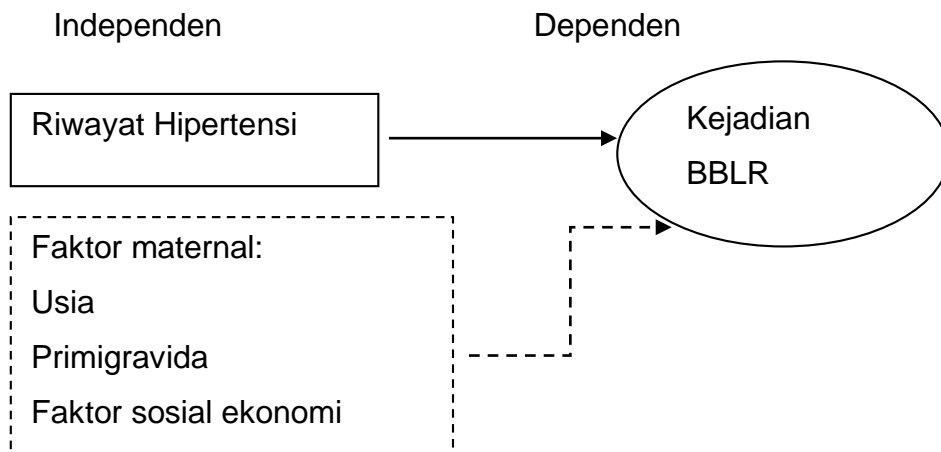 Independen
Dependen
Riwayat Hipertensi
Kejadian
BBLR
Faktor maternal:
Usia
Primigravida
Faktor sosial ekonomi